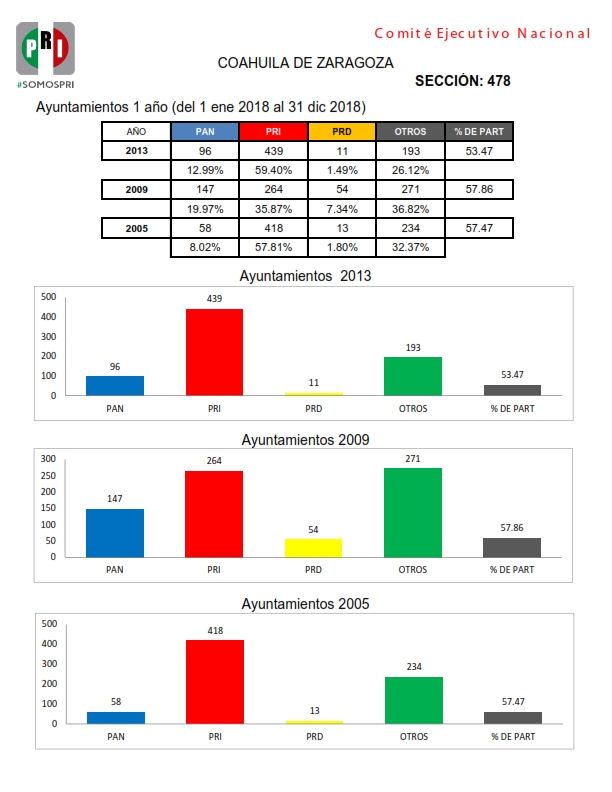 Comité Ejecutivo Nacional
PRI
#SOMOSPRI
COAHUILA DE ZARAGOZA
SECCIÓN: 478
Ayuntamientos 1 año (del 1 ene 2018 al 31 dic 2018)
AÑO PAN PRI PRD OTROS % DE PART
2013 96 439 11 193 53.47
12.99% 59.40% 1.49% 26.12%
2009 147 264 54 271 57.86
19.97% 35.87% 7.34% 36.82%
2005 58 418 13 234 57.47
8.02% 57.81% 1.80% 32.37%
Ayuntamientos 2013
500
400
300
200
100
0
96 439 11 193 53.47
PAN PRI PRD OTROS % DE PART
Ayuntamientos 2009
300
250
200
150
100
50
0
147 264 54 271 57.86
PAN PRI PRD OTROS % DE PART
Ayuntamientos 2005
500
400
300
200
100
0
58 418 13 234 57.47
PAN PRI PRD OTROS % DE PART